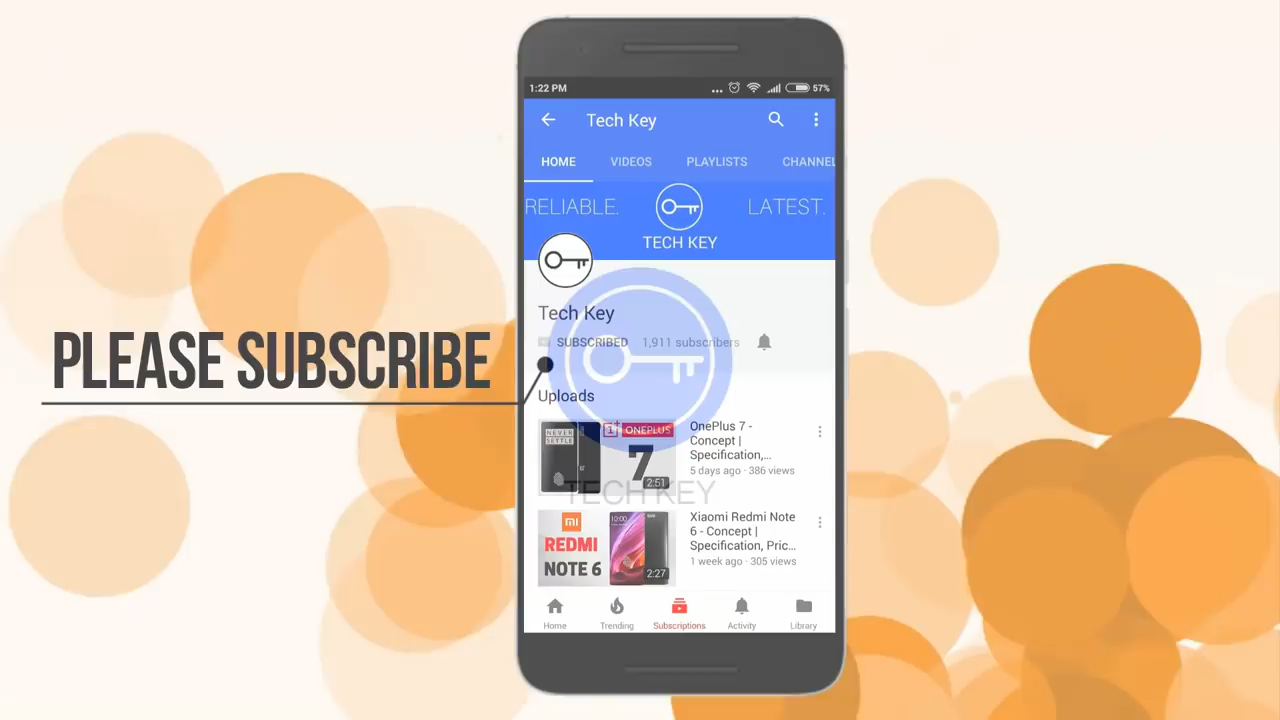 1:22 PM
57%
Tech Key
HOME
VIDEOS
PLAYLISTS
CHANNEL
RELIABLE.
LATEST.
TECH KEY
Tech Key
SUBSCRIBED
1,911 subscribers
PLEASE SUBSCRIBE
Uploads
NEVER
SETTLE
1+
ONEPLUS
7
2:51
OnePlus 7 -
Concept |
Specification,...
5 days ago · 386 views
TECH KEY
mi
REDMI
NOTE 6
10:00
2:27
Xiaomi Redmi Note
6 - Concept |
Specification, Pric...
1 week ago · 305 views
Home
Trending
Subscriptions
Activity
Library